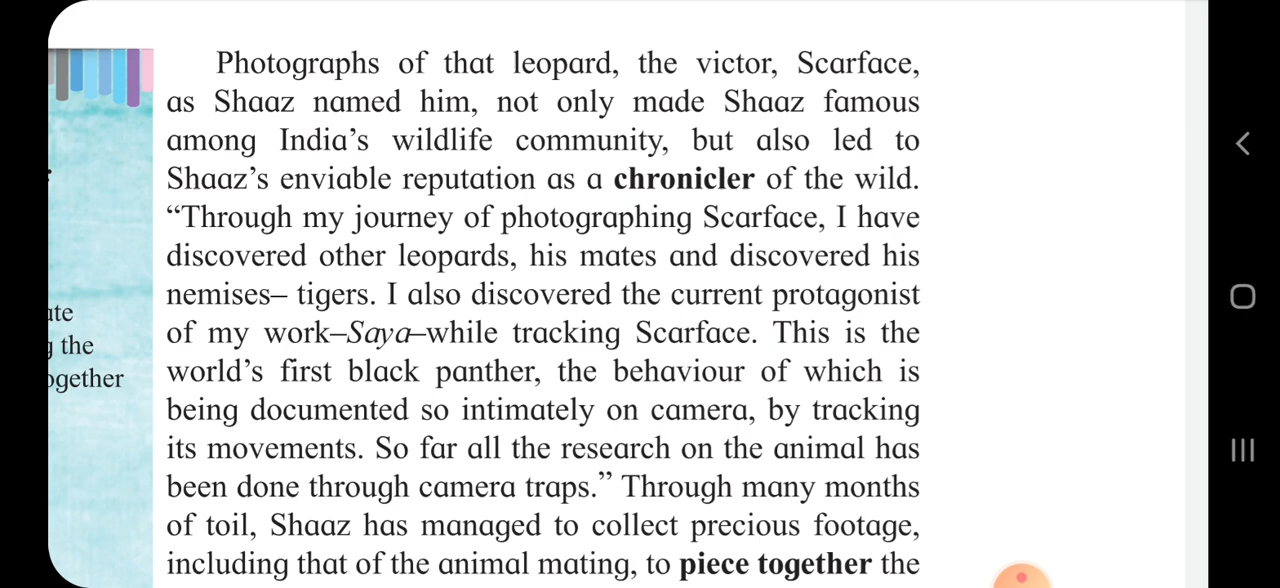 Photographs of that leopard, the victor, Scarface,
as Shaaz named him, not only made Shaaz famous
among India’s wildlife community, but also led to
Shaaz’s enviable reputation as a chronicler of the wild.
“Through my journey of photographing Scarface, I have
discovered other leopards, his mates and discovered his
nemises– tigers. I also discovered the current protagonist
of my work–Saya–while tracking Scarface. This is the
world’s first black panther, the behaviour of which is
being documented so intimately on camera, by tracking
its movements. So far all the research on the animal has
been done through camera traps.” Through many months
of toil, Shaaz has managed to collect precious footage,
including that of the animal mating, to piece together the
the